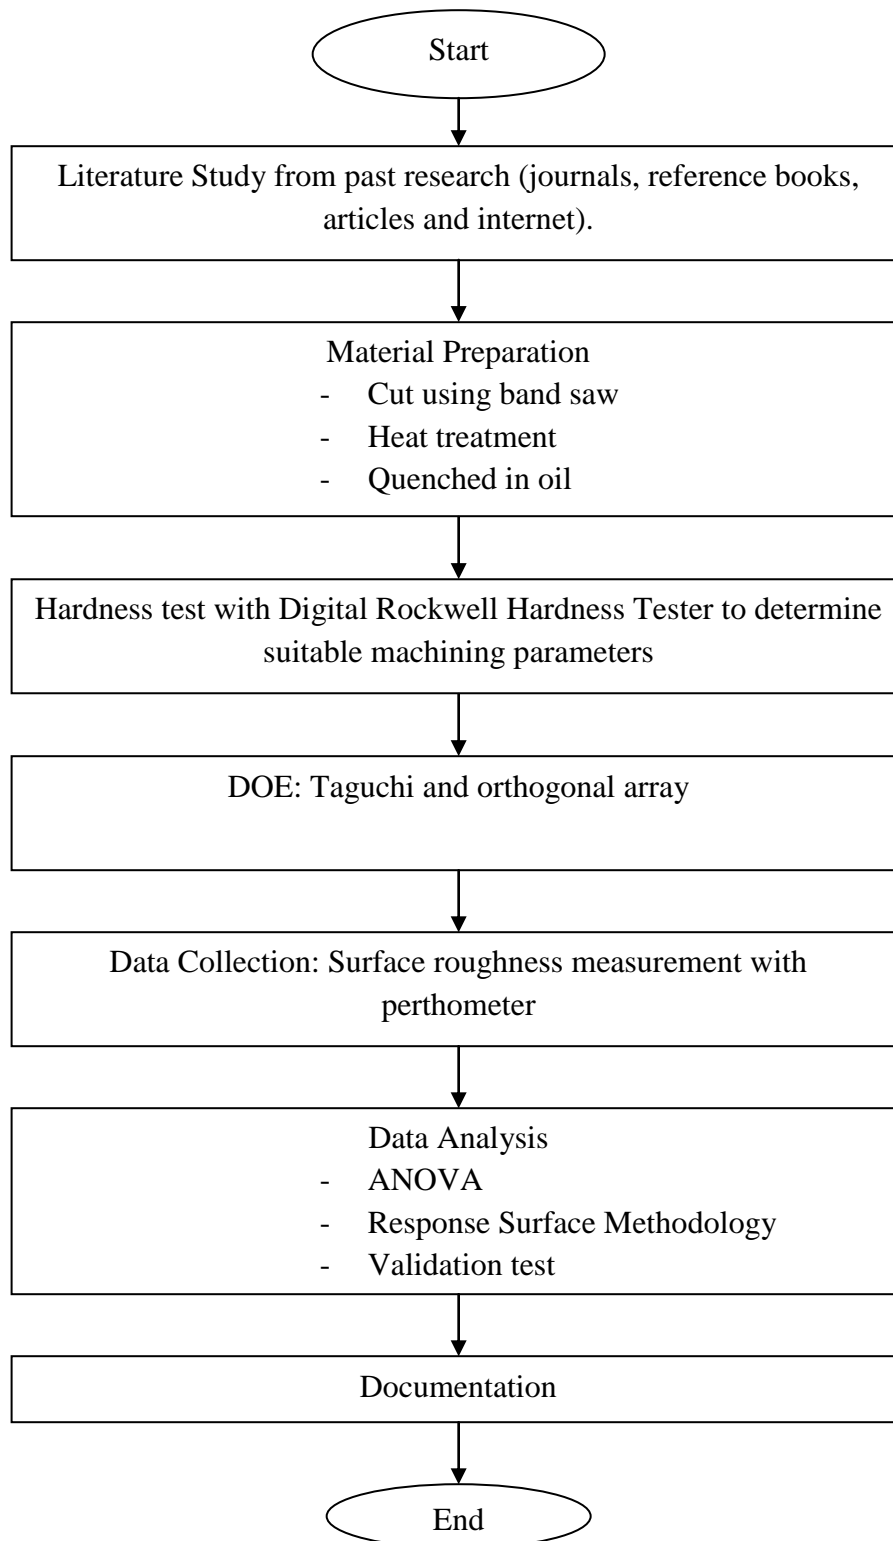 Start
Literature Study from past research (journals, reference books,
articles and internet).
Material Preparation
- Cut using band saw
- Heat treatment
- Quenched in oil
Hardness test with Digital Rockwell Hardness Tester to determine
suitable machining parameters
DOE: Taguchi and orthogonal array
Data Collection: Surface roughness measurement with
perthometer
Data Analysis
- ANOVA
- Response Surface Methodology
- Validation test
Documentation
End